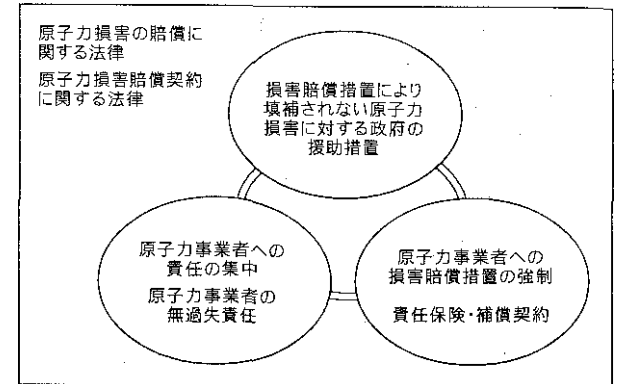 原子力損害の賠償に
関する法律
原子力損害賠償契約
に関する法律
損害賠償措置により
填補されない原子力
損害に対する政府の
援助措置
原子力事業者への
責任の集中
原子力事業者の
無過失責任
原子力事業者への
損害賠償措置の強制
責任保険・補償契約